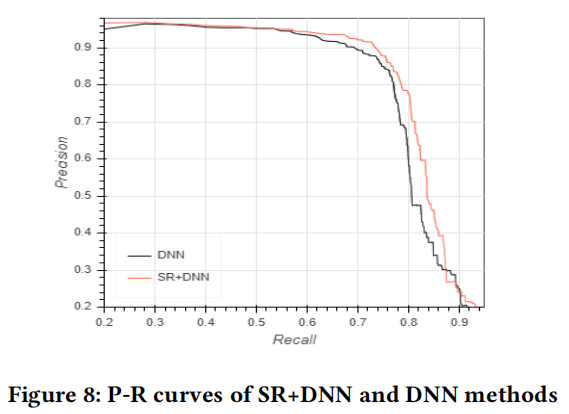 0.9
0.8
0.7
0.6
0.5
0.4
0.3
0.2
Precision
DNN
SR+DNN
0.2 0.3 0.4 0.5 0.6 0.7 0.8 0.9
Recall
Figure 8: P-R curves of SR+DNN and DNN methods